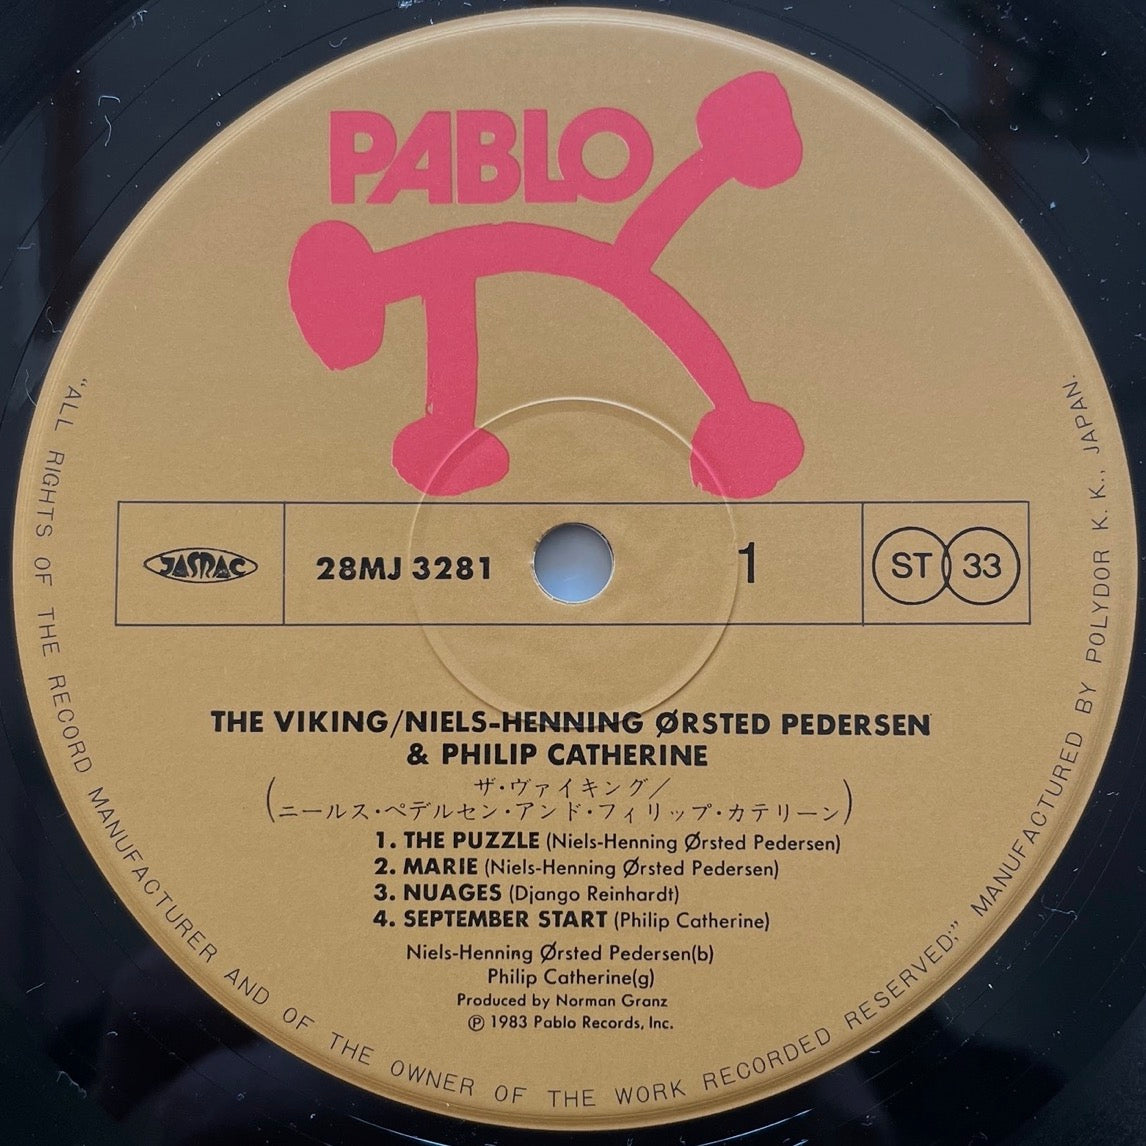 PABLO
JASRAC
28MJ 3281
1
ST 33
THE VIKING/NIELS-HENNING ØRSTED PEDERSEN
& PHILIP CATHERINE
(ザ・ヴァイキング/
ニールス・ペデルセン・アンド・フィリップ・カテリーン)
1. THE PUZZLE (Niels-Henning Ørsted Pedersen)
2. MARIE (Niels-Henning Ørsted Pedersen)
3. NUAGES (Django Reinhardt)
4. SEPTEMBER START (Philip Catherine)
Niels-Henning Ørsted Pedersen(b)
Philip Catherine(g)
Produced by Norman Granz
℗ 1983 Pablo Records, Inc.
"ALL RIGHTS OF THE RECORD MANUFACTURER AND OF THE OWNER OF THE WORK RECORDED RESERVED;" MANUFACTURED BY POLYDOR K.K., JAPAN.